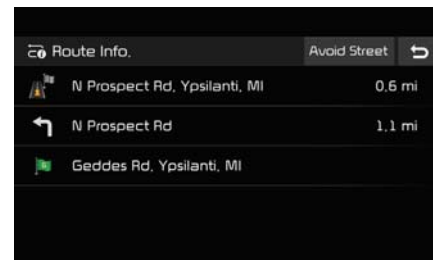 Route Info. Avoid Street
N Prospect Rd, Ypsilanti, MI 0.6 mi
N Prospect Rd 1.1 mi
Geddes Rd, Ypsilanti, MI